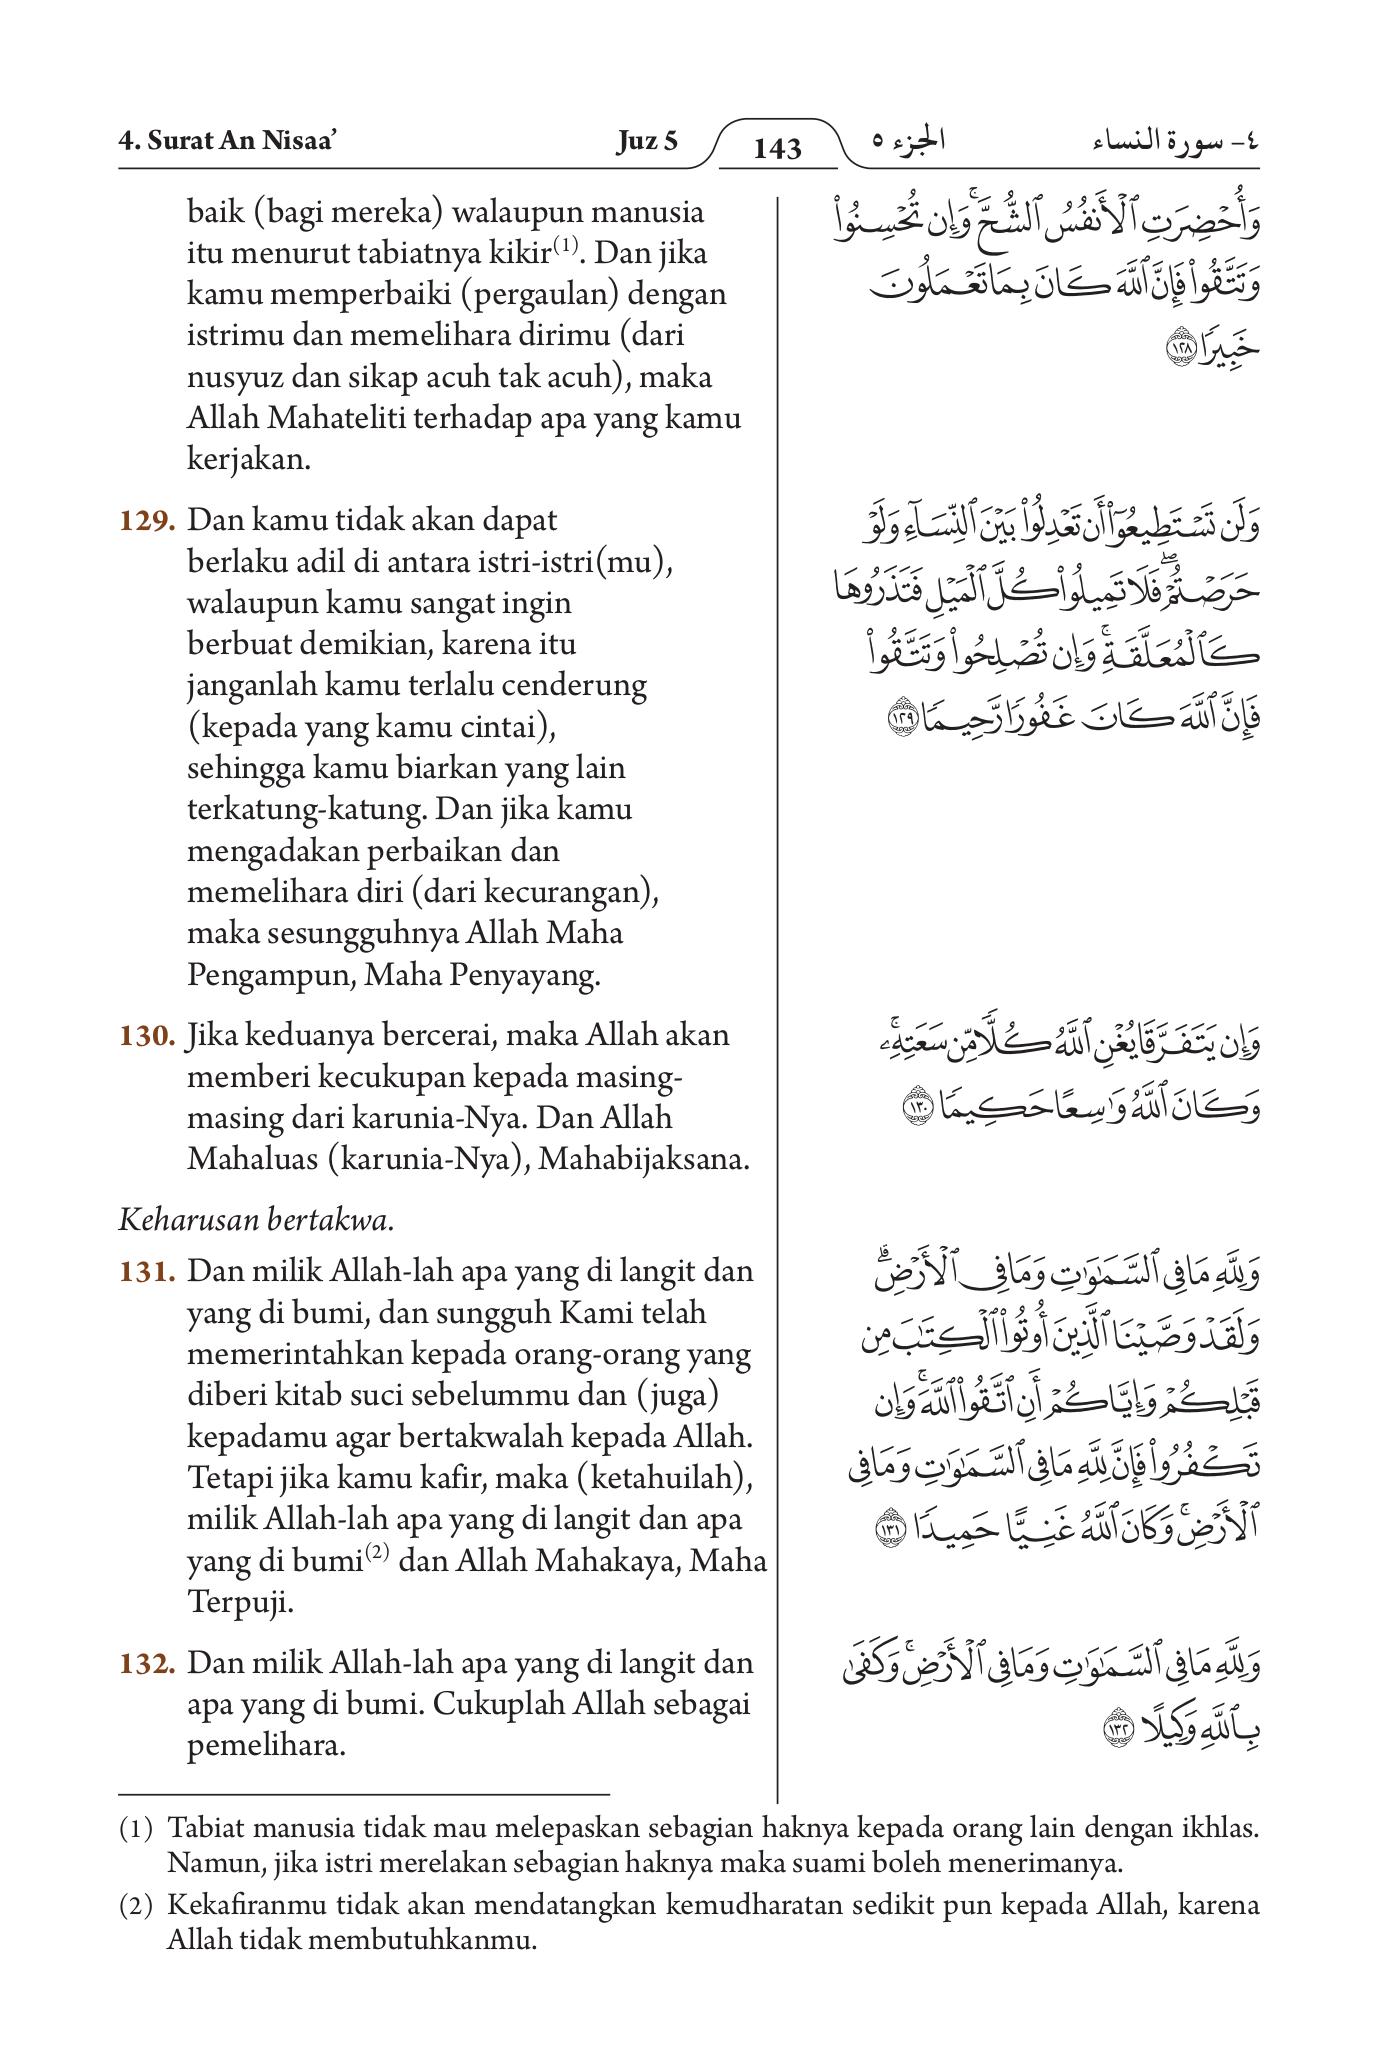 4. Surat An Nisaa’ Juz 5 143 الجزء ٥ ٤- سورة النساء
baik (bagi mereka) walaupun manusia
itu menurut tabiatnya kikir(1). Dan jika
kamu memperbaiki (pergaulan) dengan
istrimu dan memelihara dirimu (dari
nusyuz dan sikap acuh tak acuh), maka
Allah Mahateliti terhadap apa yang kamu
kerjakan.
129. Dan kamu tidak akan dapat
berlaku adil di antara istri-istri(mu),
walaupun kamu sangat ingin
berbuat demikian, karena itu
janganlah kamu terlalu cenderung
(kepada yang kamu cintai),
sehingga kamu biarkan yang lain
terkatung-katung. Dan jika kamu
mengadakan perbaikan dan
memelihara diri (dari kecurangan),
maka sesungguhnya Allah Maha
Pengampun, Maha Penyayang.
130. Jika keduanya bercerai, maka Allah akan
memberi kecukupan kepada masing-
masing dari karunia-Nya. Dan Allah
Mahaluas (karunia-Nya), Mahabijaksana.
Keharusan bertakwa.
131. Dan milik Allah-lah apa yang di langit dan
yang di bumi, dan sungguh Kami telah
memerintahkan kepada orang-orang yang
diberi kitab suci sebelummu dan (juga)
kepadamu agar bertakwalah kepada Allah.
Tetapi jika kamu kafir, maka (ketahuilah),
milik Allah-lah apa yang di langit dan apa
yang di bumi(2) dan Allah Mahakaya, Maha
Terpuji.
132. Dan milik Allah-lah apa yang di langit dan
apa yang di bumi. Cukuplah Allah sebagai
pemelihara.
وَأُحۡضِرَتِ ٱلۡأَنفُسُ ٱلشُّحَّۚ وَإِن تُحۡسِنُواْ
وَتَتَّقُواْ فَإِنَّ ٱللَّهَ كَانَ بِمَا تَعۡمَلُونَ
خَبِيرٗا ١٢٨
وَلَن تَسۡتَطِيعُوٓاْ أَن تَعۡدِلُواْ بَيۡنَ ٱلنِّسَآءِ وَلَوۡ
حَرَصۡتُمۡۖ فَلَا تَمِيلُواْ كُلَّ ٱلۡمَيۡلِ فَتَذَرُوهَا
كَٱلۡمُعَلَّقَةِۚ وَإِن تُصۡلِحُواْ وَتَتَّقُواْ
فَإِنَّ ٱللَّهَ كَانَ غَفُورٗا رَّحِيمٗا ١٢٩
وَإِن يَتَفَرَّقَا يُغۡنِ ٱللَّهُ كُلّٗا مِّن سَعَتِهِۦۚ
وَكَانَ ٱللَّهُ وَٰسِعًا حَكِيمٗا ١٣٠
وَلِلَّهِ مَا فِي ٱلسَّمَٰوَٰتِ وَمَا فِي ٱلۡأَرۡضِۗ
وَلَقَدۡ وَصَّيۡنَا ٱلَّذِينَ أُوتُواْ ٱلۡكِتَٰبَ مِن
قَبۡلِكُمۡ وَإِيَّاكُمۡ أَنِ ٱتَّقُواْ ٱللَّهَۚ وَإِن
تَكۡفُرُواْ فَإِنَّ لِلَّهِ مَا فِي ٱلسَّمَٰوَٰتِ وَمَا فِي
ٱلۡأَرۡضِۚ وَكَانَ ٱللَّهُ غَنِيًّا حَمِيدٗا ١٣١
وَلِلَّهِ مَا فِي ٱلسَّمَٰوَٰتِ وَمَا فِي ٱلۡأَرۡضِۚ وَكَفَىٰ
بِٱللَّهِ وَكِيلًا ١٣٢
(1) Tabiat manusia tidak mau melepaskan sebagian haknya kepada orang lain dengan ikhlas.
Namun, jika istri merelakan sebagian haknya maka suami boleh menerimanya.
(2) Kekafiranmu tidak akan mendatangkan kemudharatan sedikit pun kepada Allah, karena
Allah tidak membutuhkanmu.